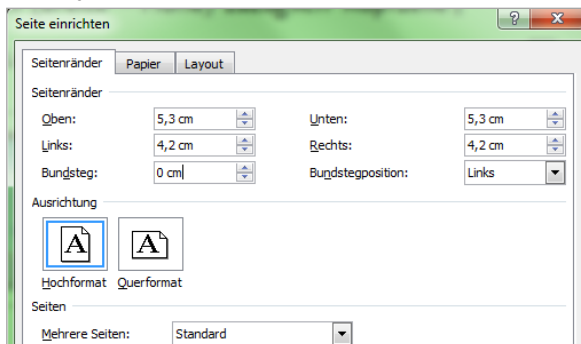 Seite einrichten
Seitenränder Papier Layout
Seitenränder
Oben: 5,3 cm Unten: 5,3 cm
Links: 4,2 cm Rechts: 4,2 cm
Bundsteg: 0 cm Bundstegposition: Links
Ausrichtung
A A
Hochformat Querformat
Seiten
Mehrere Seiten: Standard